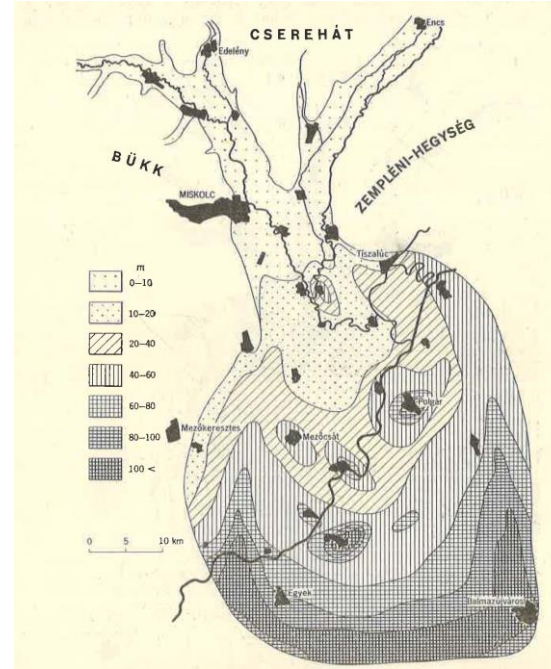 CSEREHÁT
Encs
Edelény
BÜKK
ZEMPLÉNI-HEGYSÉG
MISKOLC
Tiszalúc
m
0—10
10—20
20—40
40—60
60—80
80—100
100 <
Polgár
Mezőkeresztes
Mezőcsát
0 5 10 km
Egyek
Balmazújváros